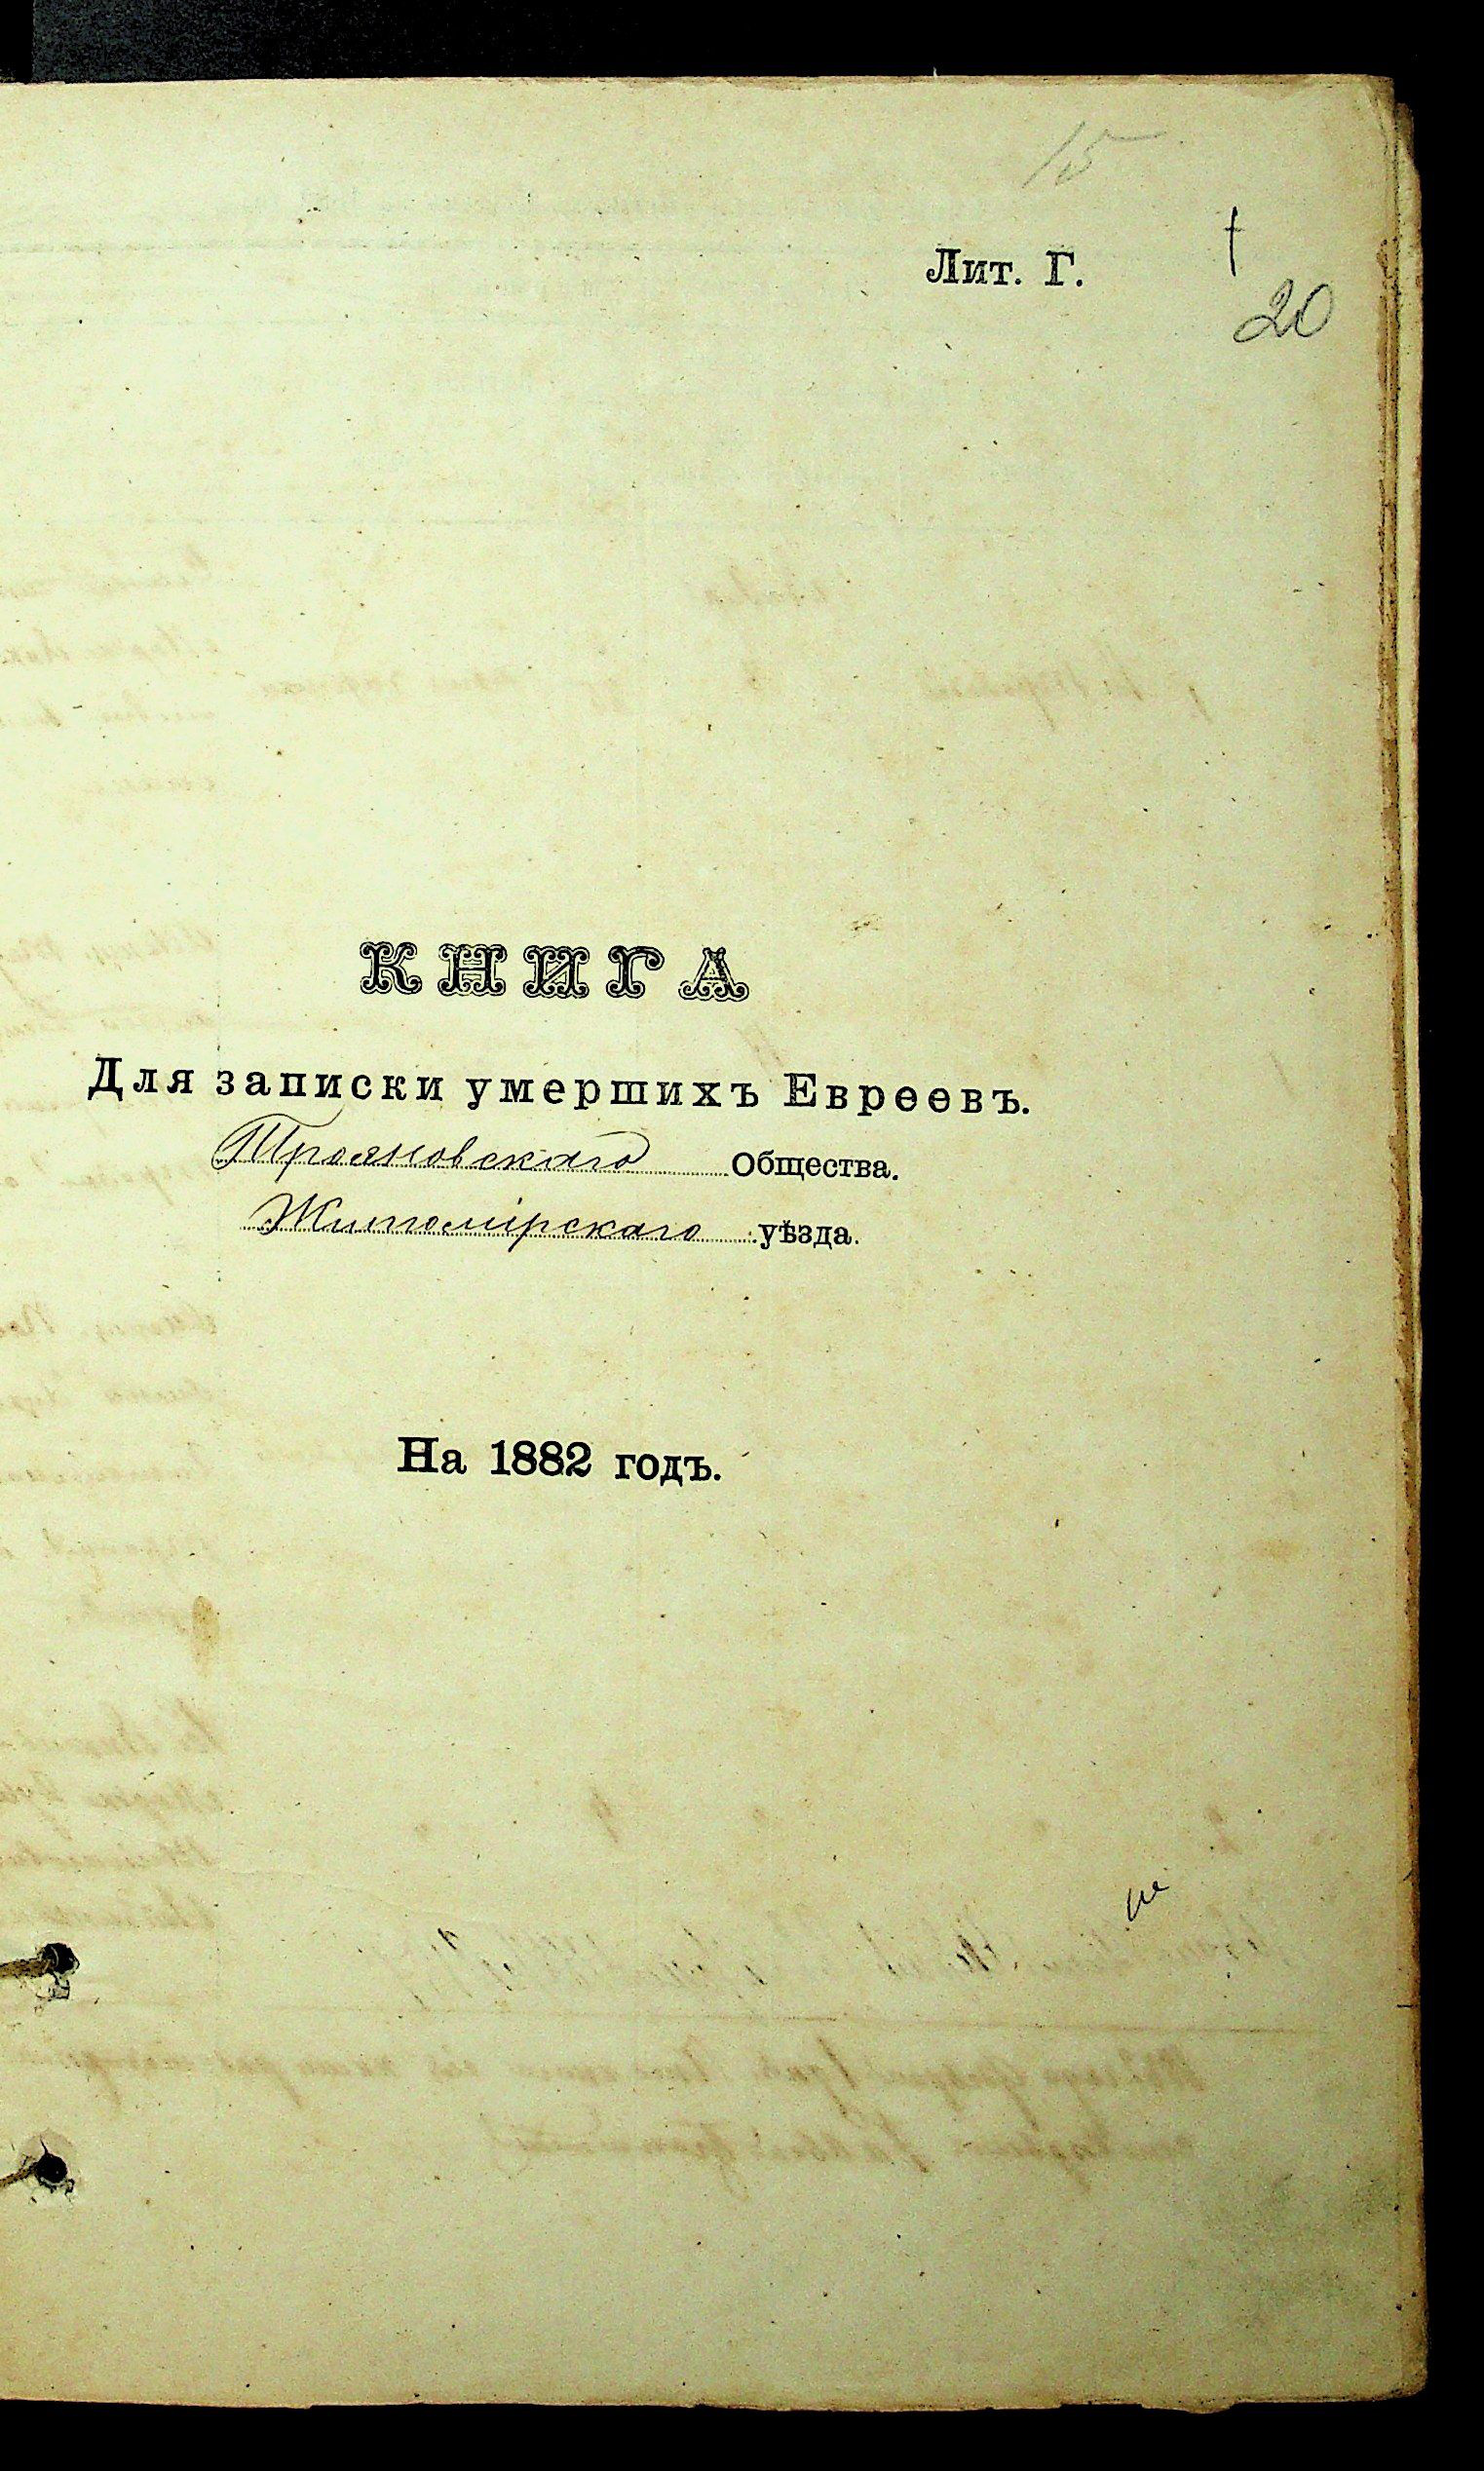 15
Лит. Г.
†
20
КНИГА
Для записки умершихъ Евреевъ.
Трояновскаго Общества.
Житомірскаго уѣзда.
На 1882 годъ.